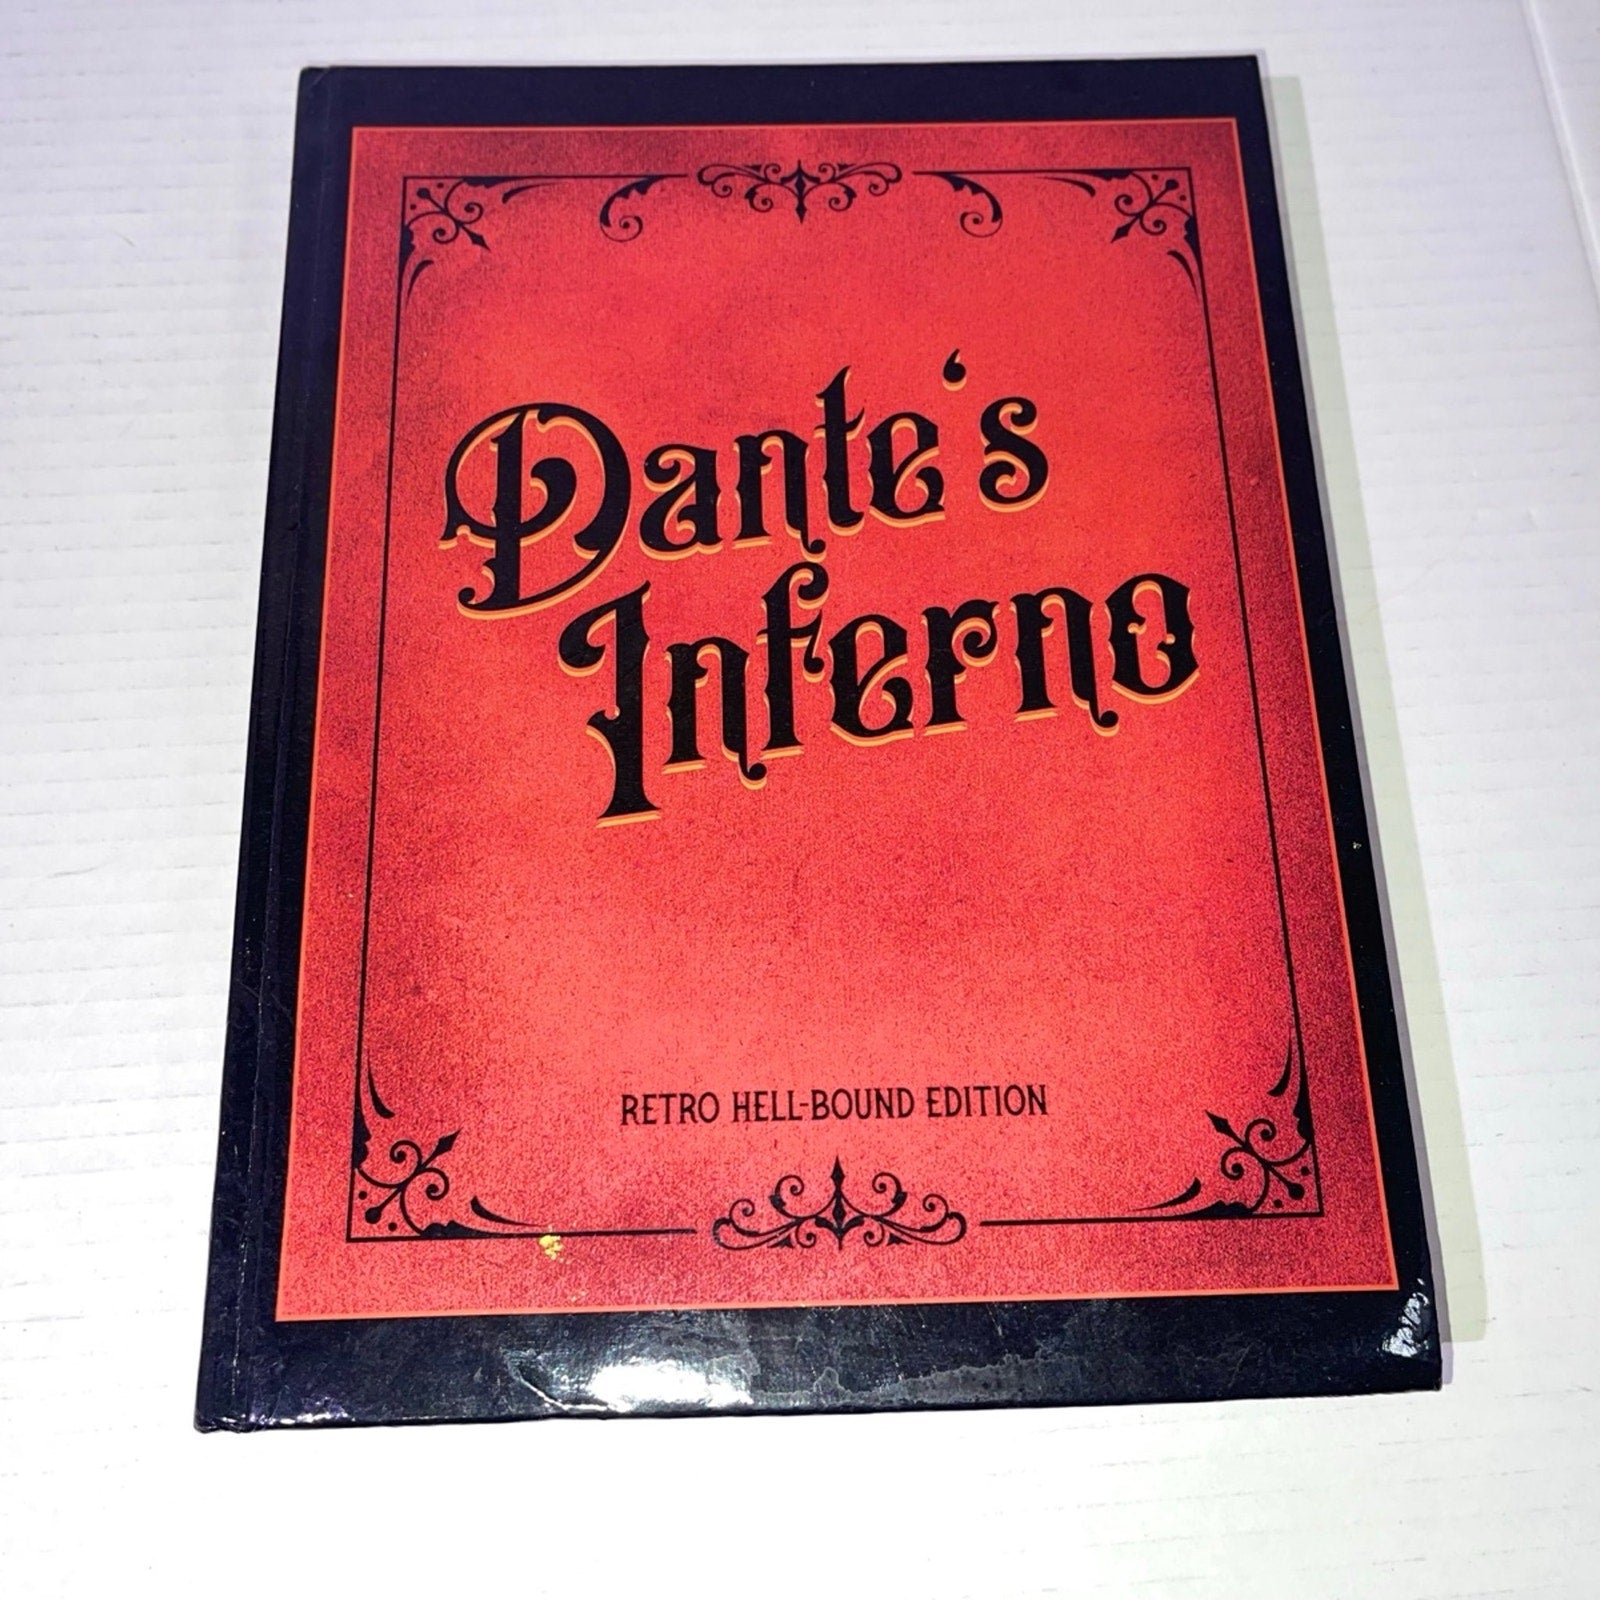 Dante‘s
Inferno
RETRO HELL-BOUND EDITION